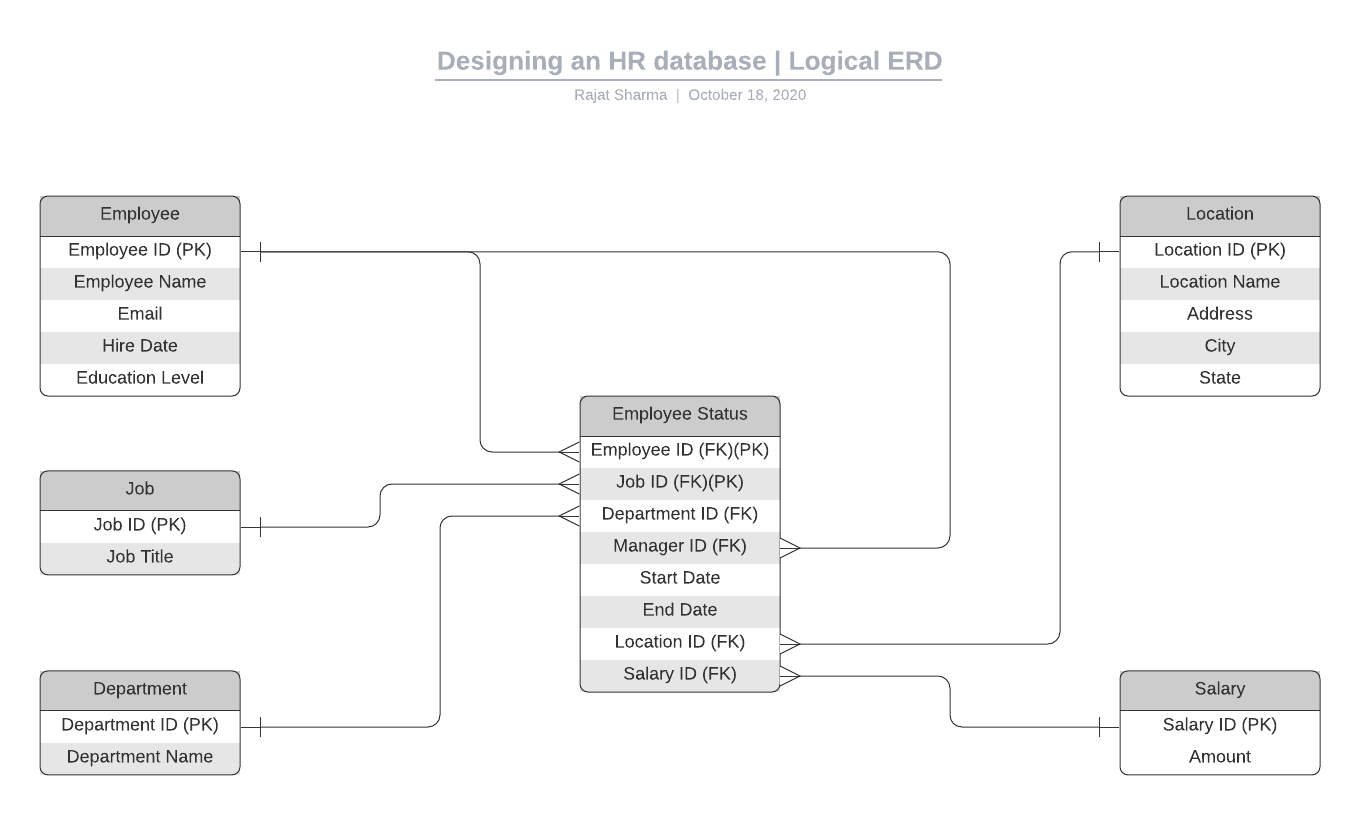 Designing an HR database | Logical ERD
Rajat Sharma | October 18, 2020
Employee
Employee ID (PK)
Employee Name
Email
Hire Date
Education Level
Job
Job ID (PK)
Job Title
Department
Department ID (PK)
Department Name
Employee Status
Employee ID (FK)(PK)
Job ID (FK)(PK)
Department ID (FK)
Manager ID (FK)
Start Date
End Date
Location ID (FK)
Salary ID (FK)
Location
Location ID (PK)
Location Name
Address
City
State
Salary
Salary ID (PK)
Amount